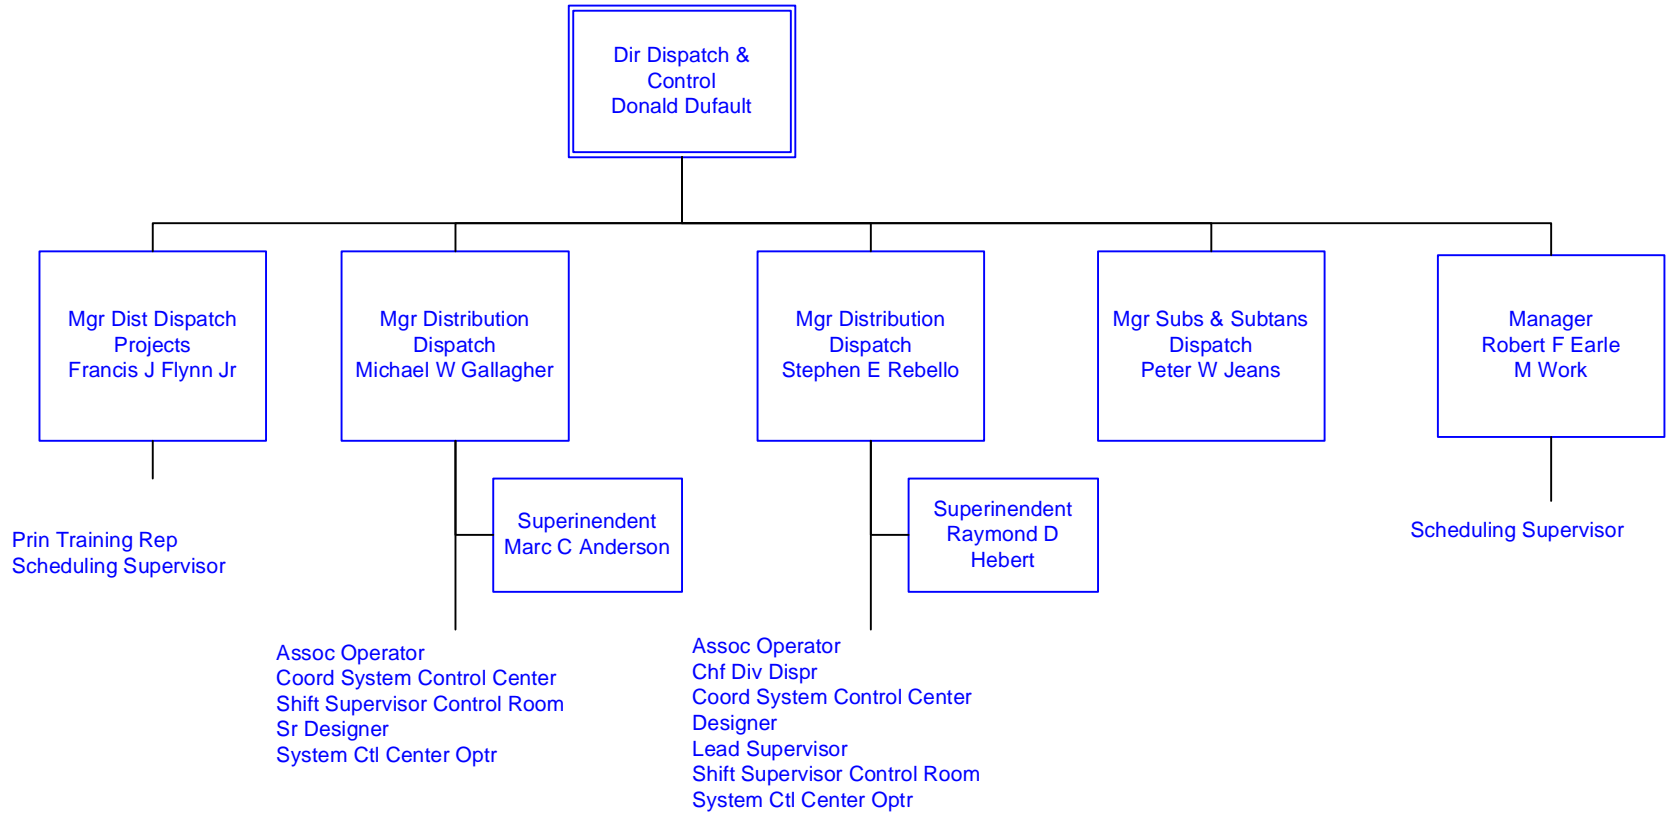 Dir Dispatch &
Control
Donald Dufault
Mgr Dist Dispatch
Projects
Francis J Flynn Jr
Mgr Distribution
Dispatch
Michael W Gallagher
Mgr Distribution
Dispatch
Stephen E Rebello
Mgr Subs & Subtans
Dispatch
Peter W Jeans
Manager
Robert F Earle
M Work
Prin Training Rep
Scheduling Supervisor
Superinendent
Marc C Anderson
Superinendent
Raymond D
Hebert
Scheduling Supervisor
Assoc Operator
Coord System Control Center
Shift Supervisor Control Room
Sr Designer
System Ctl Center Optr
Assoc Operator
Chf Div Dispr
Coord System Control Center
Designer
Lead Supervisor
Shift Supervisor Control Room
System Ctl Center Optr